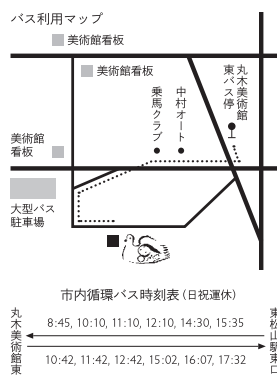 バス利用マップ
美術館看板
美術館看板
丸木美術館
東バス停
中村オート
乗馬クラブ
美術館
看板
大型バス
駐車場
市内循環バス時刻表(日祝運休)
丸木美術館東
8:45, 10:10, 11:10, 12:10, 14:30, 15:35
10:42, 11:42, 12:42, 15:02, 16:07, 17:32
東松山駅東口